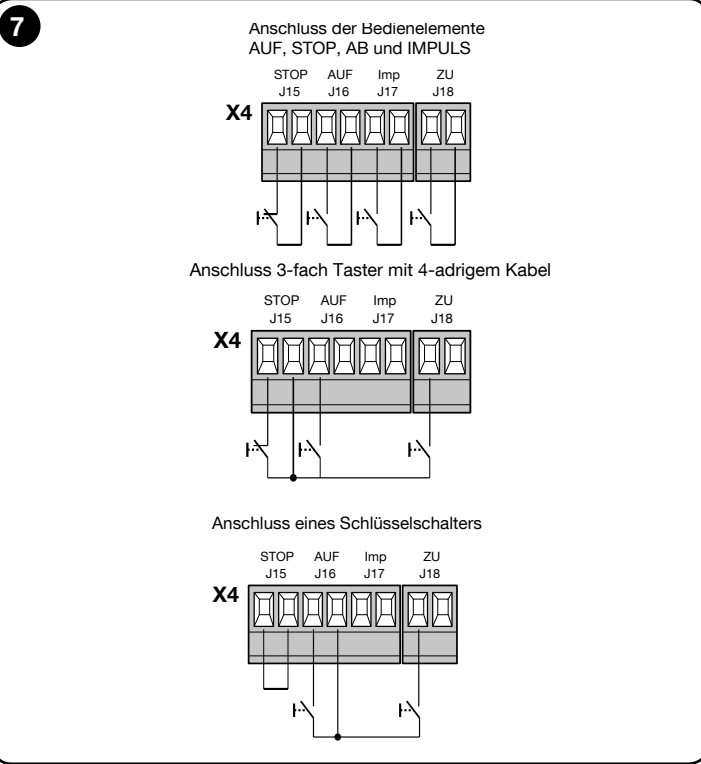 7
Anschluss der Bedienelemente
AUF, STOP, AB und IMPULS
STOP AUF Imp ZU
J15 J16 J17 J18
X4
Anschluss 3-fach Taster mit 4-adrigem Kabel
STOP AUF Imp ZU
J15 J16 J17 J18
X4
Anschluss eines Schlüsselschalters
STOP AUF Imp ZU
J15 J16 J17 J18
X4